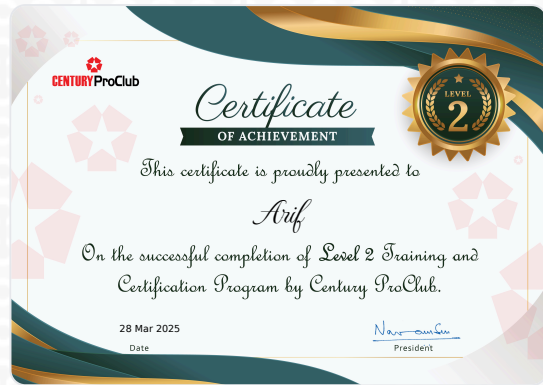 CENTURY ProClub
LEVEL
2
Certificate
OF ACHIEVEMENT
This certificate is proudly presented to
Arif
On the successful completion of Level 2 Training and
Certification Program by Century ProClub.
28 Mar 2025
Date
President